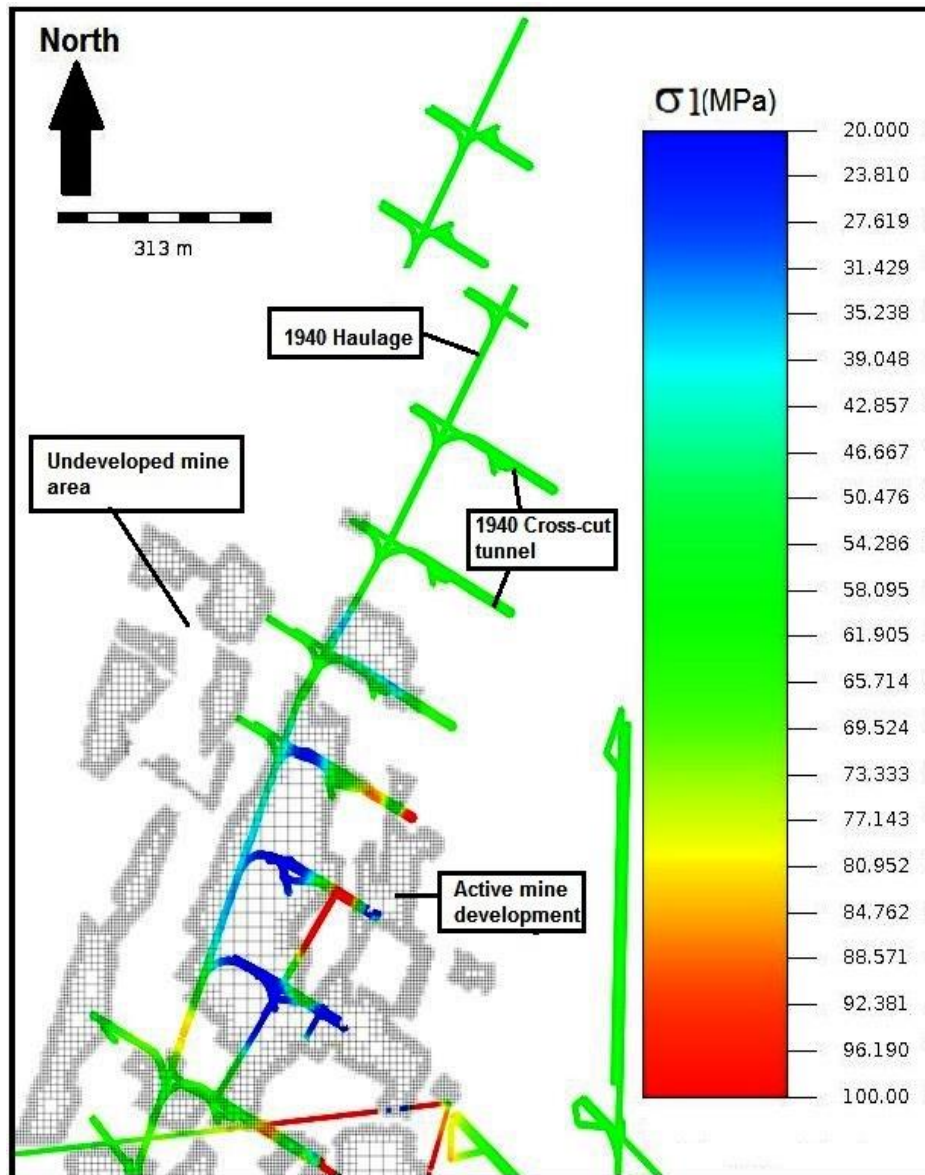 North
313 m
σ1(MPa)
20.000
23.810
27.619
31.429
35.238
39.048
42.857
46.667
50.476
54.286
58.095
61.905
65.714
69.524
73.333
77.143
80.952
84.762
88.571
92.381
96.190
100.00
1940 Haulage
Undeveloped mine
area
1940 Cross-cut
tunnel
Active mine
development